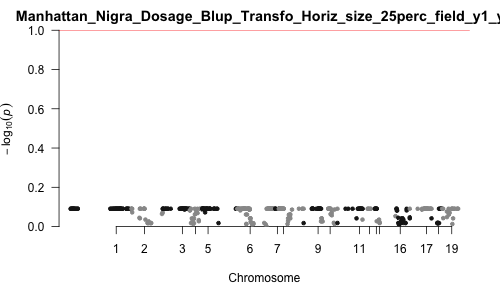 Manhattan_Nigra_Dosage_Blup_Transfo_Horiz_size_25perc_field_y1_y
1.0
0.8
0.6
0.4
0.2
0.0
− log₁₀(p)
1 2 3 5 6 7 9 11 16 17 19
Chromosome